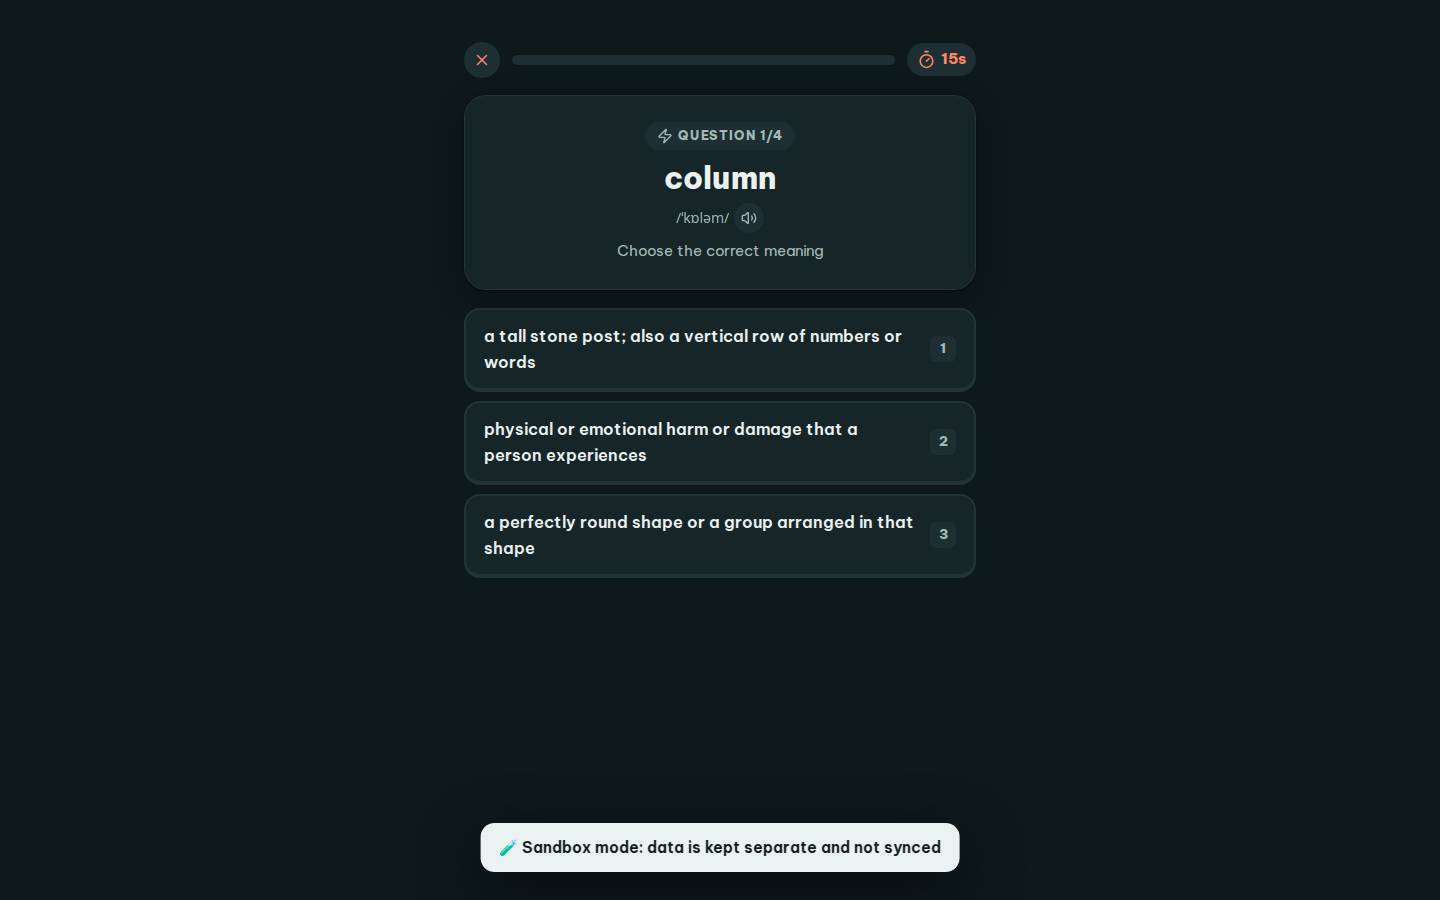 15s
QUESTION 1/4
column
/ˈkɒləm/
Choose the correct meaning
a tall stone post; also a vertical row of numbers or
words
1
physical or emotional harm or damage that a
person experiences
2
a perfectly round shape or a group arranged in that
shape
3
🧪 Sandbox mode: data is kept separate and not synced